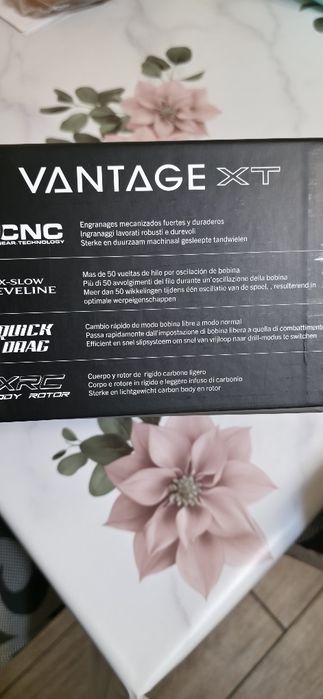 VANTAGE XT
CNC
GEAR TECHNOLOGY
Engranages mecanizados fuertes y duraderos
Ingranaggi lavorati robusti e durevoli
Sterke en duurzaam machinaal gesleepte tandwielen
X-SLOW
EVELINE
Mas de 50 vueltas de hilo por oscilación de bobina
Più di 50 avvolgimenti del filo durante un'oscillazione della bobina
Meer dan 50 wikkelingen tijdens één oscillatie van de spoel , resulterend in
optimale werpeigenschappen
QUICK
DRAG
Cambio rápido de modo bobina libre a modo normal
Passa rapidamente dall'impostazione di bobina libera a quella di combattimento
Efficient en snel slipsysteem om snel van vrijloop naar drill-modus te switchen
XRC
BODY ROTOR
Cuerpo y rotor de rigido carbono ligero
Corpo e rotore in rigido e leggero infuso di carbonio
Sterke en lichtgewicht carbon body en rotor